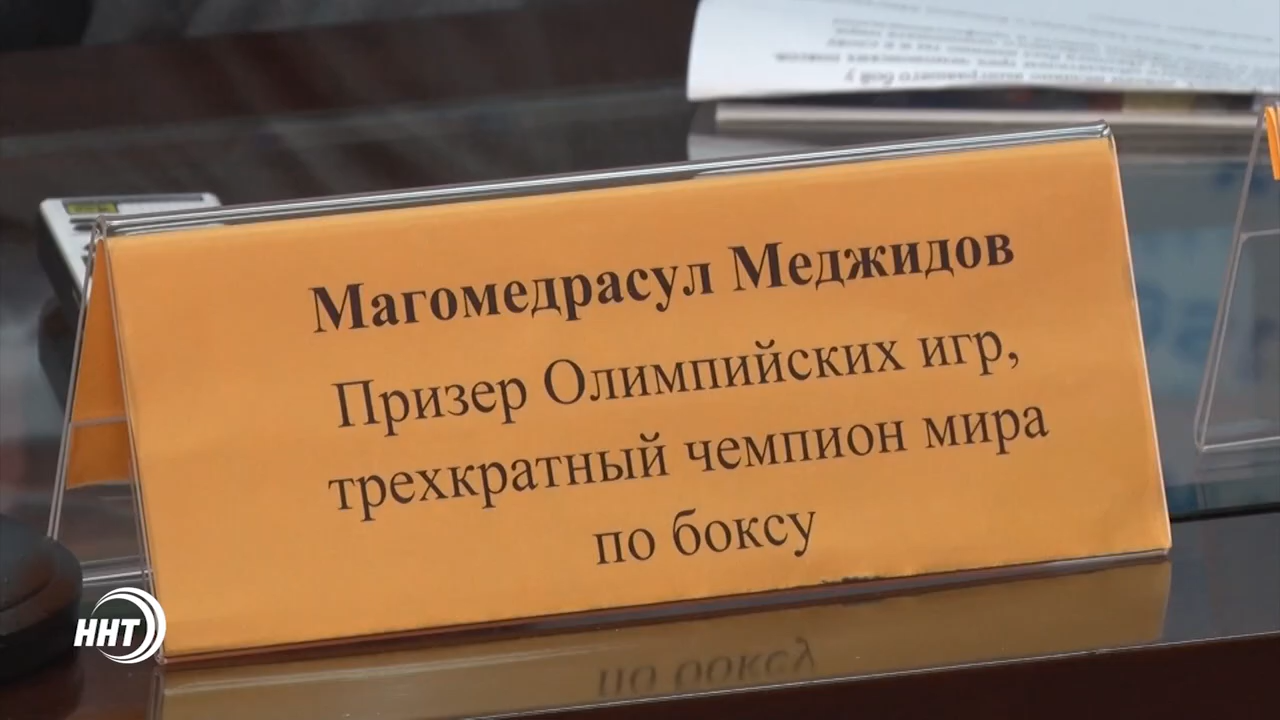 Магомедрасул Меджидов
Призер Олимпийских игр,
трехкратный чемпион мира
по боксу
ННТ